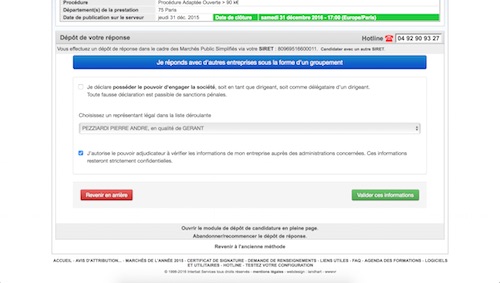 Procédure Procédure Adaptée Ouverte > 90 k€
Département(s) de la prestation 75 Paris
Date de publication sur le serveur jeudi 31 déc. 2015 Date de clôture samedi 31 décembre 2016 - 17:00 (Europe/Paris)
Dépôt de votre réponse Hotline 04 92 90 93 27
Vous effectuez un dépôt de réponse dans le cadre des Marchés Public Simplifiés via votre SIRET : 80969516600011. Candidater avec un autre SIRET
Je réponds avec d'autres entreprises sous la forme d'un groupement
Je déclare posséder le pouvoir d'engager la société, soit en tant que dirigeant, soit comme délégataire d'un dirigeant.
Toute fausse déclaration est passible de sanctions pénales.
Choisissez un représentant légal dans la liste déroulante
PEZZIARDI PIERRE ANDRE, en qualité de GERANT
J'autorise le pouvoir adjudicateur à vérifier les informations de mon entreprise auprès des administrations concernées. Ces informations
resteront strictement confidentielles.
Revenir en arrière Valider ces informations
Ouvrir le module de dépôt de candidature en pleine page.
Abandonner/recommencer le dépôt de réponse.
Revenir à l'ancienne méthode
ACCUEIL - AVIS D'ATTRIBUTION... - MARCHÉS DE L'ANNÉE 2015 - CERTIFICAT DE SIGNATURE - DEMANDE DE RENSEIGNEMENTS - LIENS UTILES - FAQ - AGENDA DES FORMATIONS - LOGICIELS
ET UTILITAIRES - HOTLINE - TESTEZ VOTRE CONFIGURATION
services tous droits réservés - mentions légales - webdesign